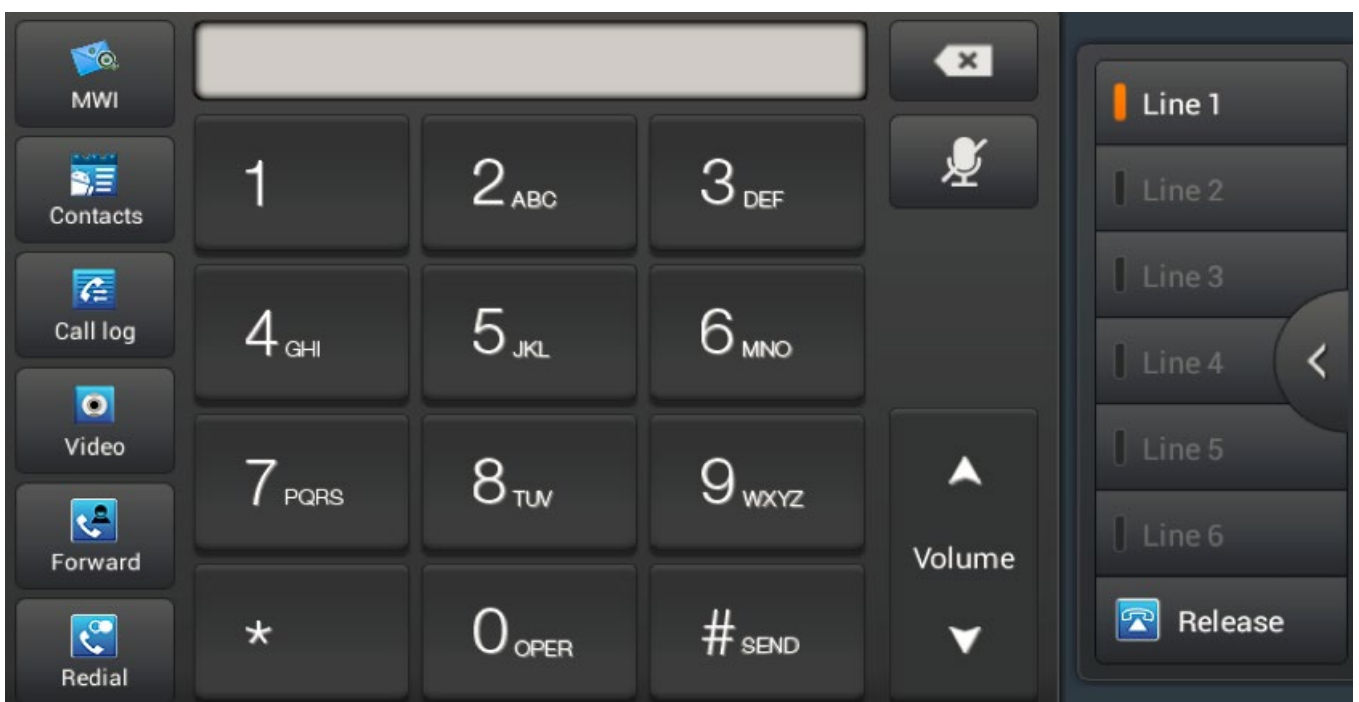 MWI
Contacts
Call log
Video
Forward
Redial
1
2 ABC
3 DEF
4 GHI
5 JKL
6 MNO
7 PQRS
8 TUV
9 WXYZ
*
0 OPER
# SEND
Volume
Line 1
Line 2
Line 3
Line 4
Line 5
Line 6
Release